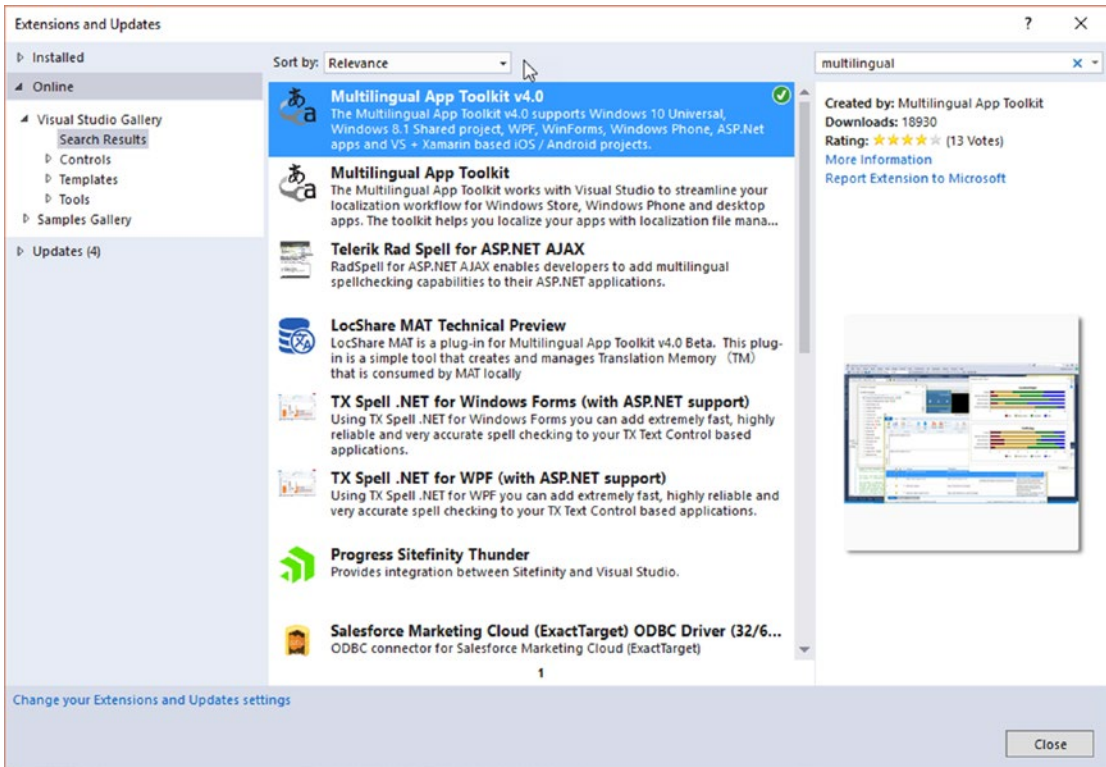 Extensions and Updates
?
Installed
Online
Visual Studio Gallery
Search Results
Controls
Templates
Tools
Samples Gallery
Updates (4)
Sort by: Relevance
Multilingual App Toolkit v4.0
The Multilingual App Toolkit v4.0 supports Windows 10 Universal,
Windows 8.1 Shared project, WPF, WinForms, Windows Phone, ASP.Net
apps and VS + Xamarin based iOS / Android projects.
Multilingual App Toolkit
The Multilingual App Toolkit works with Visual Studio to streamline your
localization workflow for Windows Store, Windows Phone and desktop
apps. The toolkit helps you localize your apps with localization file mana...
Telerik Rad Spell for ASP.NET AJAX
RadSpell for ASP.NET AJAX enables developers to add multilingual
spellchecking capabilities to their ASP.NET applications.
LocShare MAT Technical Preview
LocShare MAT is a plug-in for Multilingual App Toolkit v4.0 Beta. This plug-
in is a simple tool that creates and manages Translation Memory （TM）
that is consumed by MAT locally
TX Spell .NET for Windows Forms (with ASP.NET support)
Using TX Spell .NET for Windows Forms you can add extremely fast, highly
reliable and very accurate spell checking to your TX Text Control based
applications.
TX Spell .NET for WPF (with ASP.NET support)
Using TX Spell .NET for WPF you can add extremely fast, highly reliable and
very accurate spell checking to your TX Text Control based applications.
Progress Sitefinity Thunder
Provides integration between Sitefinity and Visual Studio.
Salesforce Marketing Cloud (ExactTarget) ODBC Driver (32/6...
ODBC connector for Salesforce Marketing Cloud (ExactTarget)
1
multilingual
Created by: Multilingual App Toolkit
Downloads: 18930
Rating: (13 Votes)
More Information
Report Extension to Microsoft
Change your Extensions and Updates settings
Close